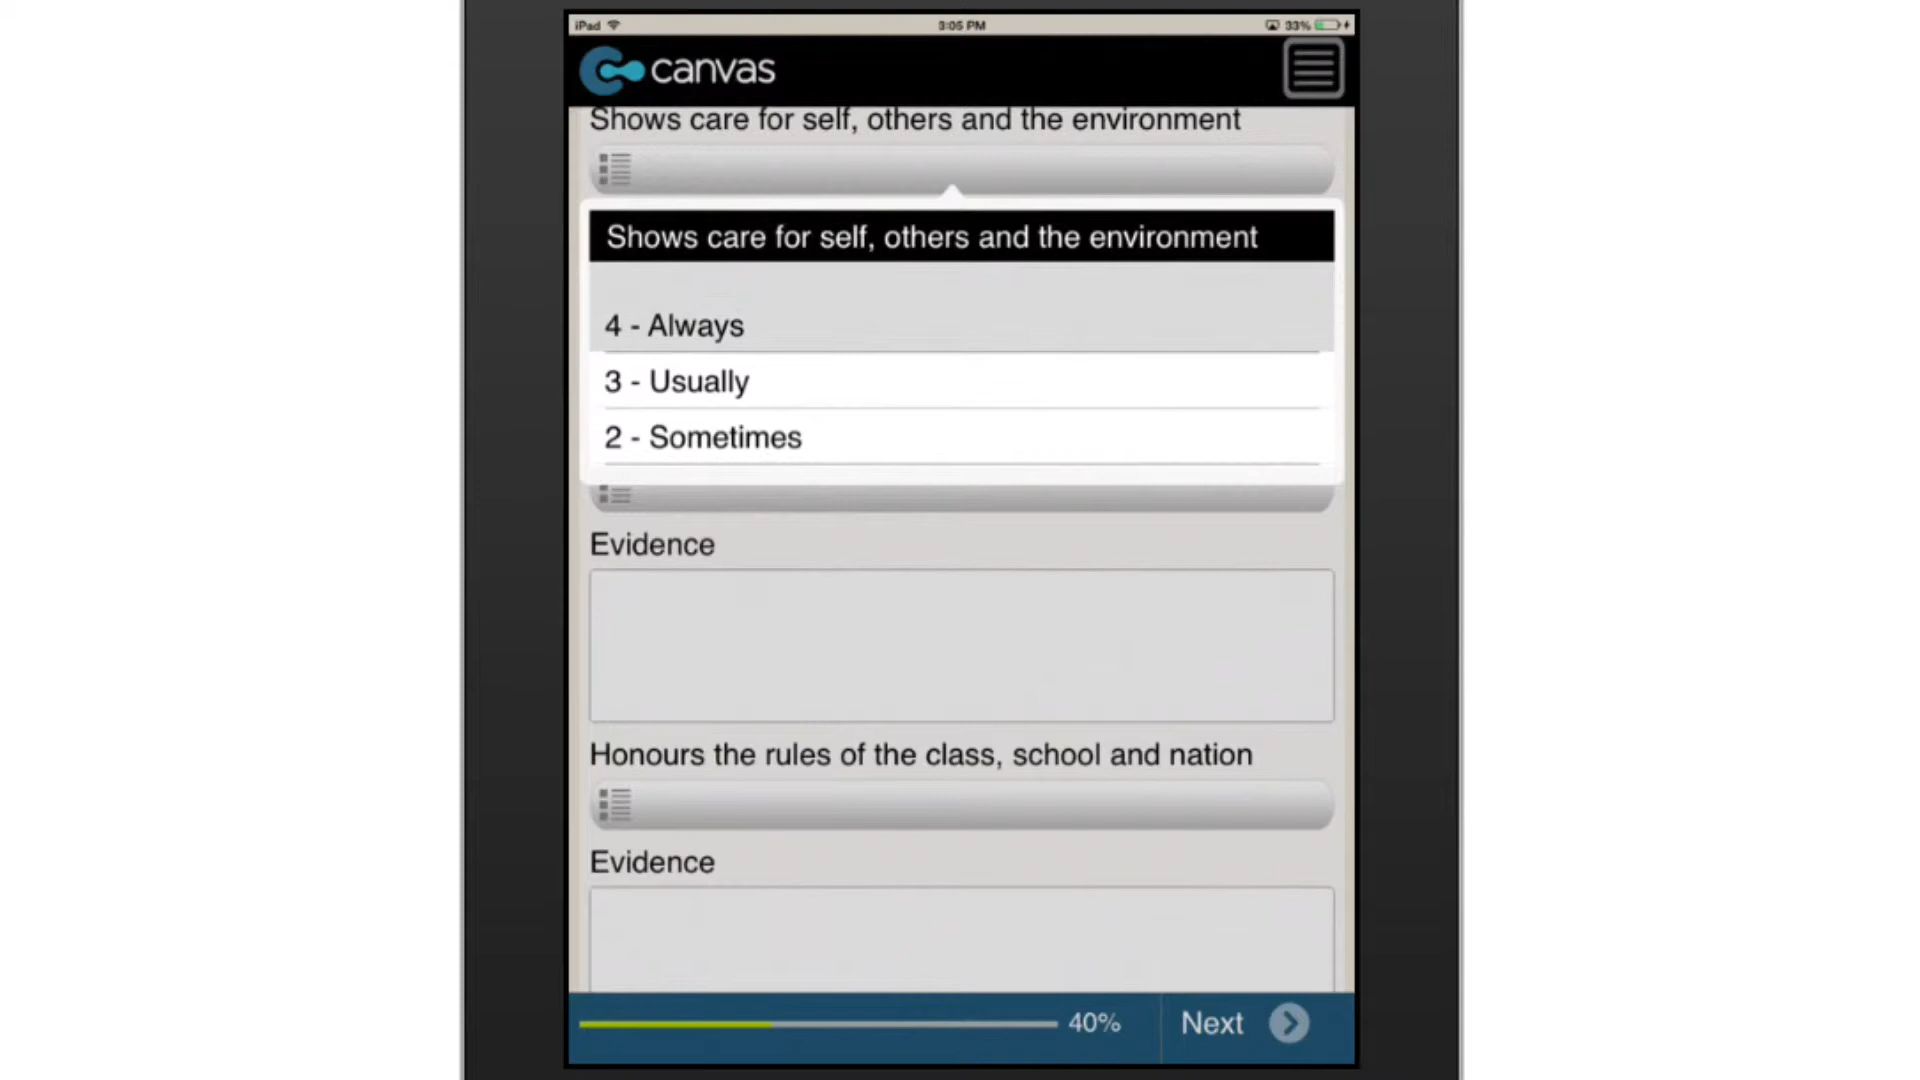 iPad
3:05 PM
33%
canvas
Shows care for self, others and the environment
Shows care for self, others and the environment
4 - Always
3 - Usually
2 - Sometimes
Evidence
Honours the rules of the class, school and nation
Evidence
40%
Next